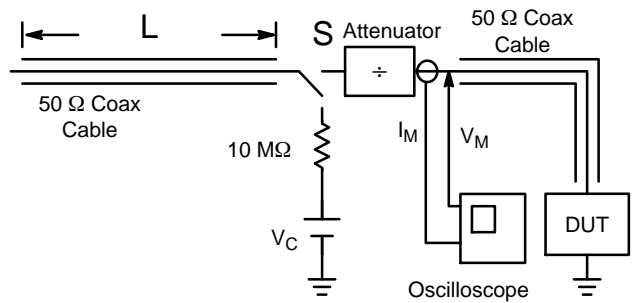 L
S
Attenuator
÷
50 Ω Coax
Cable
50 Ω Coax
Cable
10 MΩ
I_M
V_M
V_C
DUT
Oscilloscope